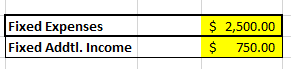 Fixed Expenses $ 2,500.00
Fixed Addtl. Income $ 750.00